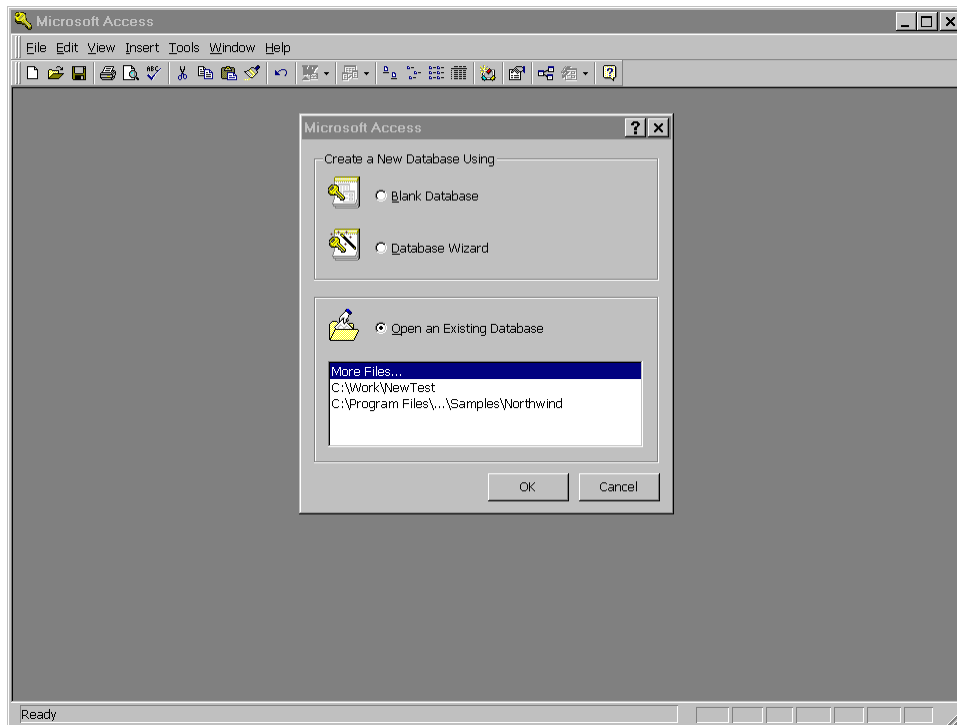 Microsoft Access
File Edit View Insert Tools Window Help
Microsoft Access
Create a New Database Using
Blank Database
Database Wizard
Open an Existing Database
More Files...
C:\Work\NewTest
C:\Program Files\...\Samples\Northwind
OK Cancel
Ready